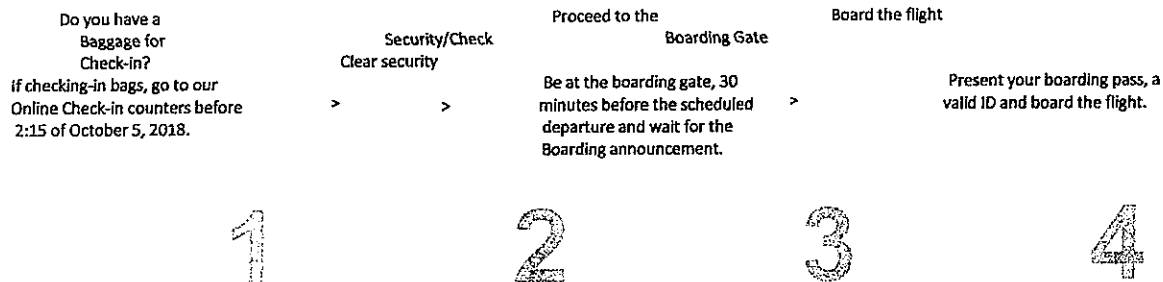 Do you have a
Baggage for
Check-in?
If checking-in bags, go to our
Online Check-in counters before
2:15 of October 5, 2018.
>
Security/Check
Clear security
>
Proceed to the
Boarding Gate
Be at the boarding gate, 30
minutes before the scheduled
departure and wait for the
Boarding announcement.
>
Board the flight
Present your boarding pass, a
valid ID and board the flight.
1
2
3
4